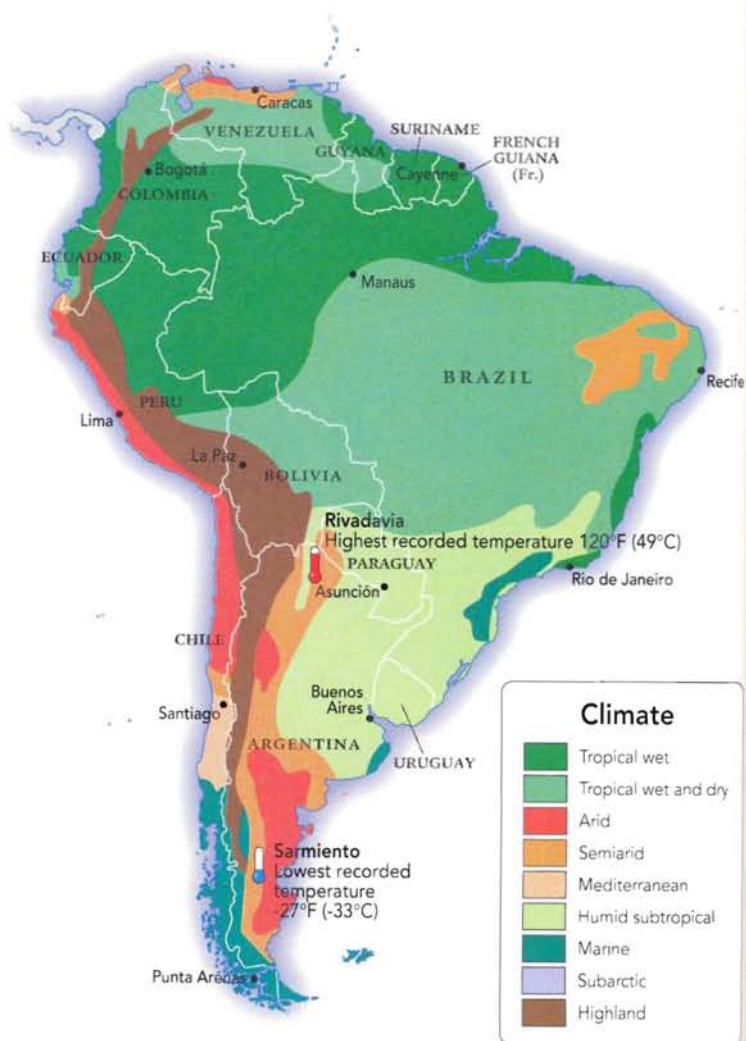 Caracas
VENEZUELA
SURINAME
GUYANA
FRENCH
GUIANA
(Fr.)
Cayenne
Bogotá
COLOMBIA
ECUADOR
Manaus
BRAZIL
Recife
PERU
Lima
La Paz
BOLIVIA
Rivadavia
Highest recorded temperature 120°F (49°C)
PARAGUAY
Asunción
Rio de Janeiro
CHILE
Santiago
Buenos
Aires
ARGENTINA
URUGUAY
Sarmiento
Lowest recorded
temperature
-27°F (-33°C)
Punta Arenas
Climate
Tropical wet
Tropical wet and dry
Arid
Semiarid
Mediterranean
Humid subtropical
Marine
Subarctic
Highland